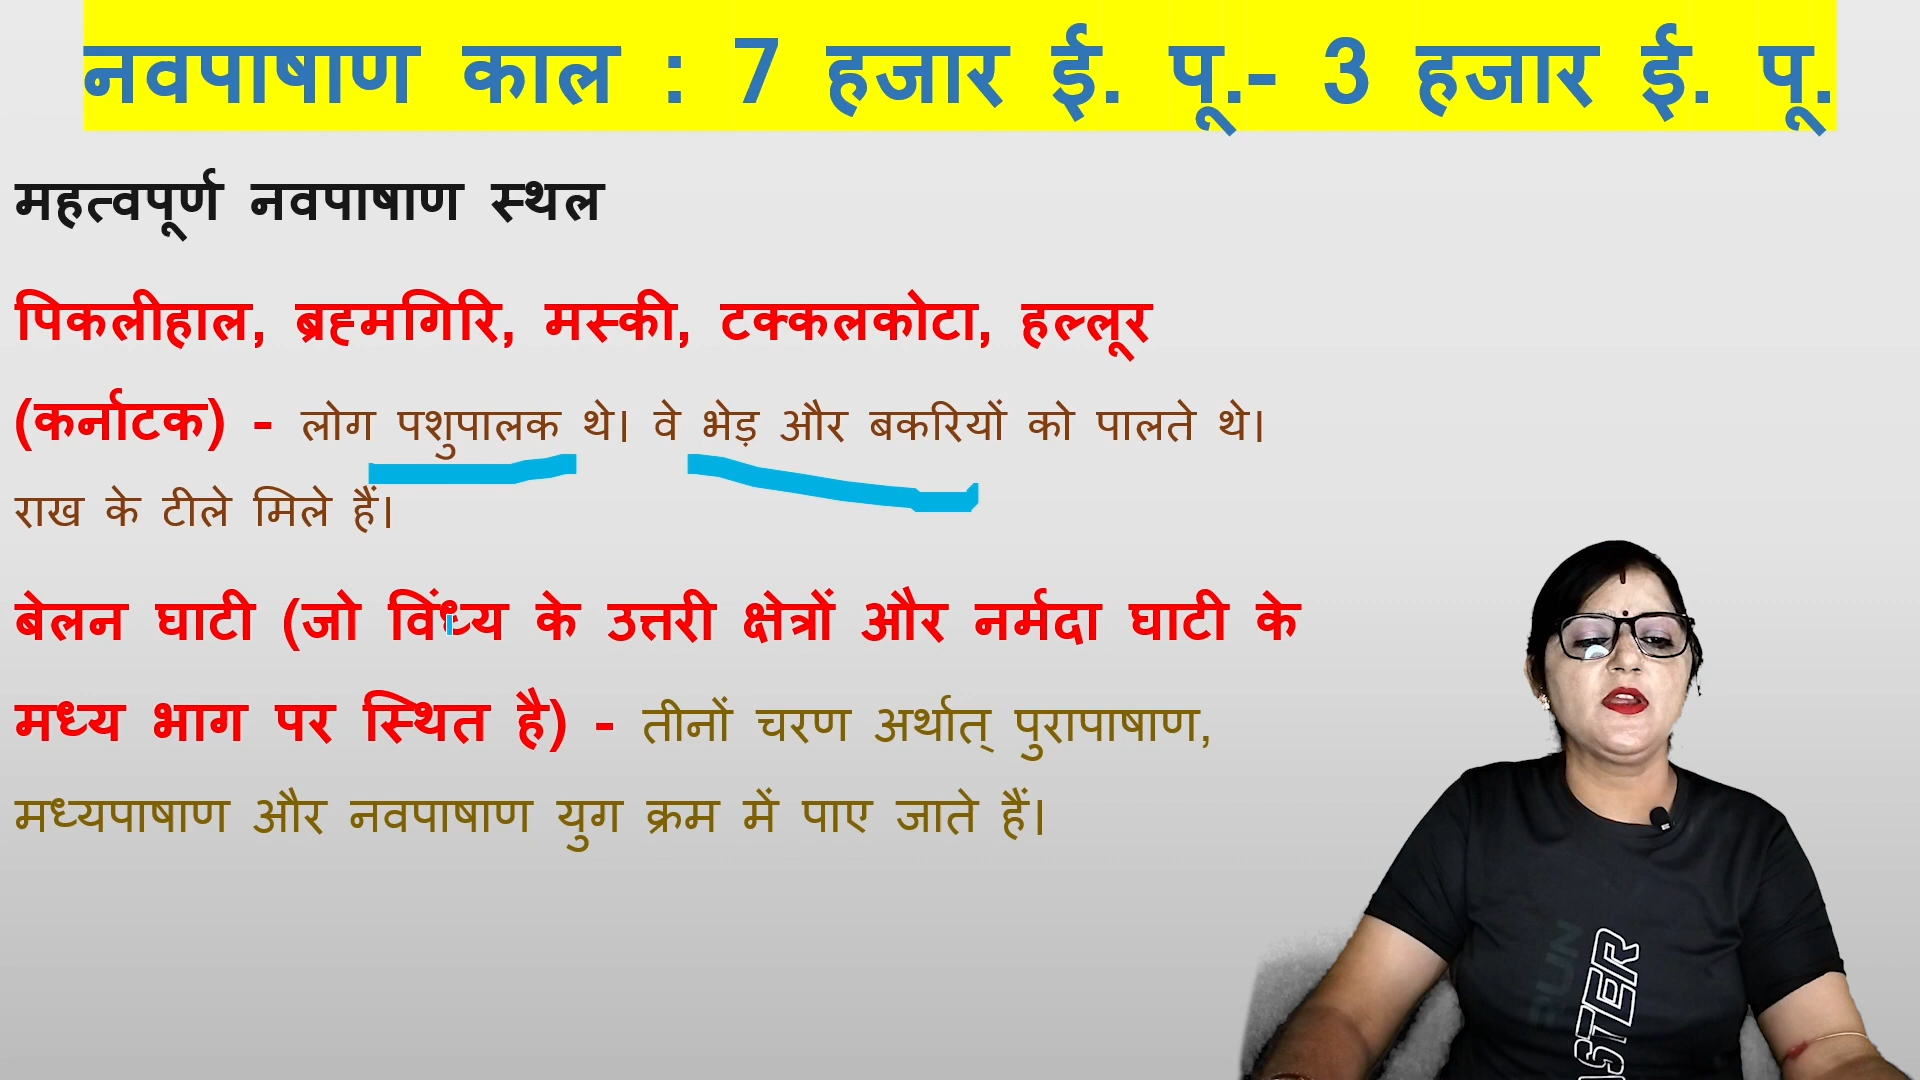 नवपाषाण काल : 7 हजार ई. पू.- 3 हजार ई. पू.
महत्वपूर्ण नवपाषाण स्थल
पिकलीहाल, ब्रह्मगिरि, मस्की, टक्कलकोटा, हल्लूर
(कर्नाटक) - लोग पशुपालक थे। वे भेड़ और बकरियों को पालते थे।
राख के टीले मिले हैं।
बेलन घाटी (जो विंध्य के उत्तरी क्षेत्रों और नर्मदा घाटी के
मध्य भाग पर स्थित है) - तीनों चरण अर्थात् पुरापाषाण,
मध्यपाषाण और नवपाषाण युग क्रम में पाए जाते हैं।
RUN
ASTER